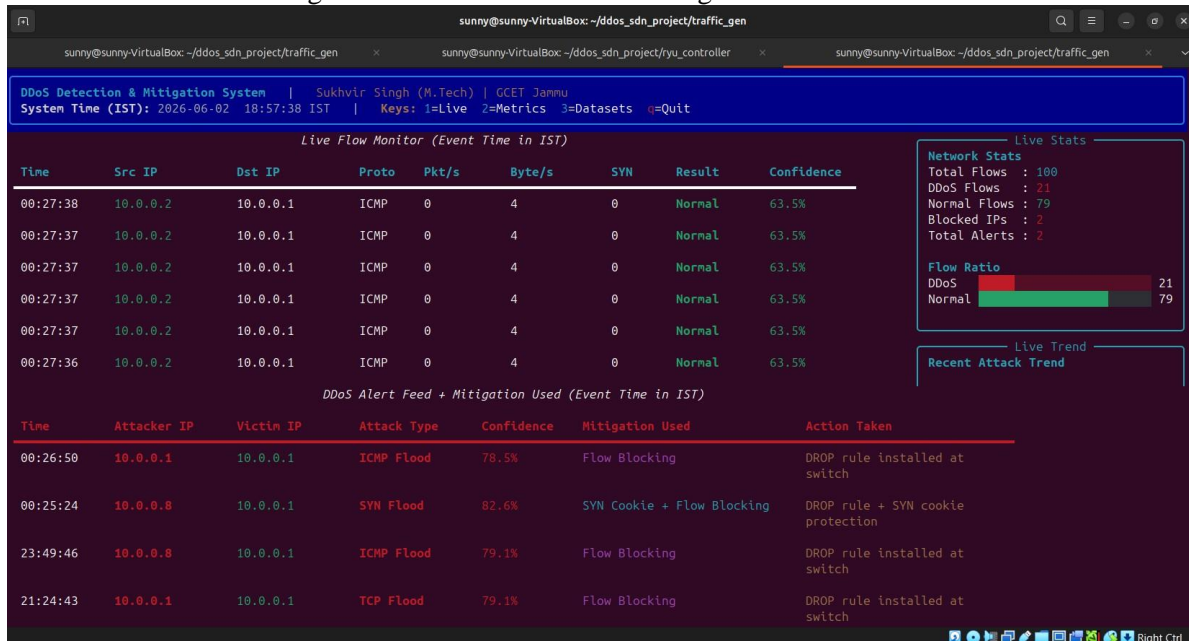 sunny@sunny-VirtualBox: ~/ddos_sdn_project/traffic_gen
sunny@sunny-VirtualBox: ~/ddos_sdn_project/traffic_gen × sunny@sunny-VirtualBox: ~/ddos_sdn_project/ryu_controller × sunny@sunny-VirtualBox: ~/ddos_sdn_project/traffic_gen ×
DDoS Detection & Mitigation System | Sukhvir Singh (M.Tech) | GCET Jammu
System Time (IST): 2026-06-02 18:57:38 IST | Keys: 1=Live 2=Metrics 3=Datasets q=Quit
Live Flow Monitor (Event Time in IST)
Time Src IP Dst IP Proto Pkt/s Byte/s SYN Result Confidence
00:27:38 10.0.0.2 10.0.0.1 ICMP 0 4 0 Normal 63.5%
00:27:37 10.0.0.2 10.0.0.1 ICMP 0 4 0 Normal 63.5%
00:27:37 10.0.0.2 10.0.0.1 ICMP 0 4 0 Normal 63.5%
00:27:37 10.0.0.2 10.0.0.1 ICMP 0 4 0 Normal 63.5%
00:27:37 10.0.0.2 10.0.0.1 ICMP 0 4 0 Normal 63.5%
00:27:36 10.0.0.2 10.0.0.1 ICMP 0 4 0 Normal 63.5%
Live Stats
Network Stats
Total Flows : 100
DDoS Flows : 21
Normal Flows : 79
Blocked IPs : 2
Total Alerts : 2
Flow Ratio
DDoS 21
Normal 79
Live Trend
Recent Attack Trend
DDoS Alert Feed + Mitigation Used (Event Time in IST)
Time Attacker IP Victim IP Attack Type Confidence Mitigation Used Action Taken
00:26:50 10.0.0.1 10.0.0.1 ICMP Flood 78.5% Flow Blocking DROP rule installed at
switch
00:25:24 10.0.0.8 10.0.0.1 SYN Flood 82.6% SYN Cookie + Flow Blocking DROP rule + SYN cookie
protection
23:49:46 10.0.0.8 10.0.0.1 ICMP Flood 79.1% Flow Blocking DROP rule installed at
switch
21:24:43 10.0.0.1 10.0.0.1 TCP Flood 79.1% Flow Blocking DROP rule installed at
switch
Right Ctrl